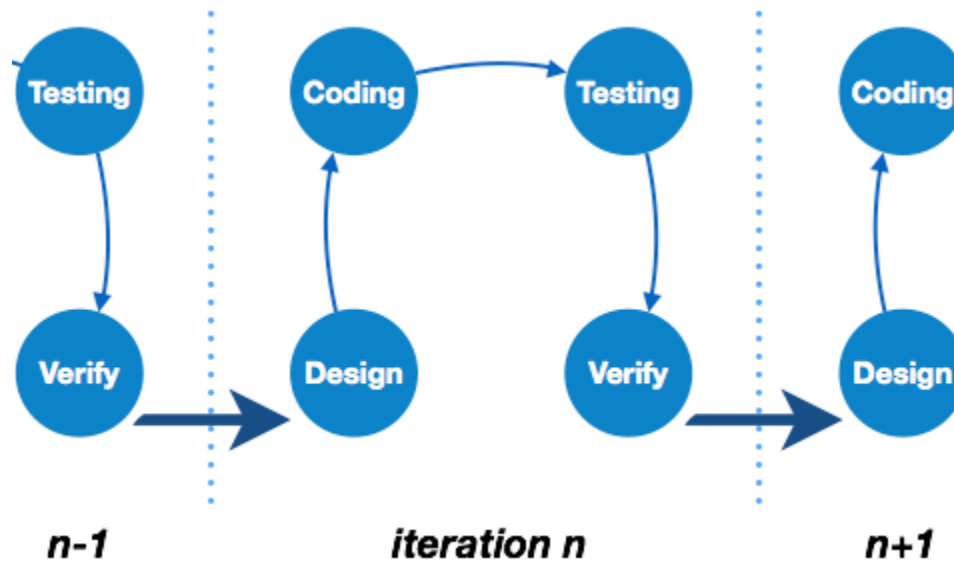 Testing
Coding
Testing
Coding
Verify
Design
Verify
Design
n-1
iteration n
n+1